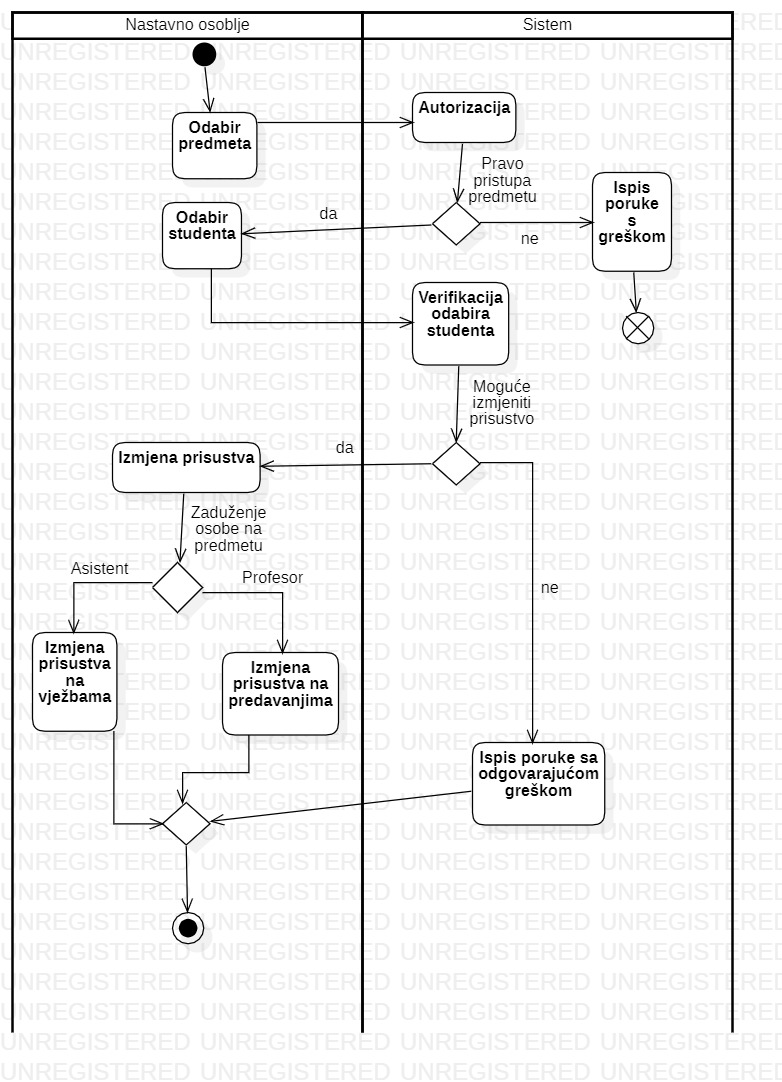 Nastavno osoblje
Sistem
Odabir
predmeta
Autorizacija
Pravo
pristupa
predmetu
Ispis
poruke
s
greškom
Odabir
studenta
da
ne
Verifikacija
odabira
studenta
Moguće
izmjeniti
prisustvo
Izmjena prisustva
da
Zaduženje
osobe na
predmetu
Asistent
Profesor
ne
Izmjena
prisustva
na
vježbama
Izmjena
prisustva na
predavanjima
Ispis poruke sa
odgovarajućom
greškom
UNREGISTERED UNREGISTERED UNREGISTERED UNREGISTERED